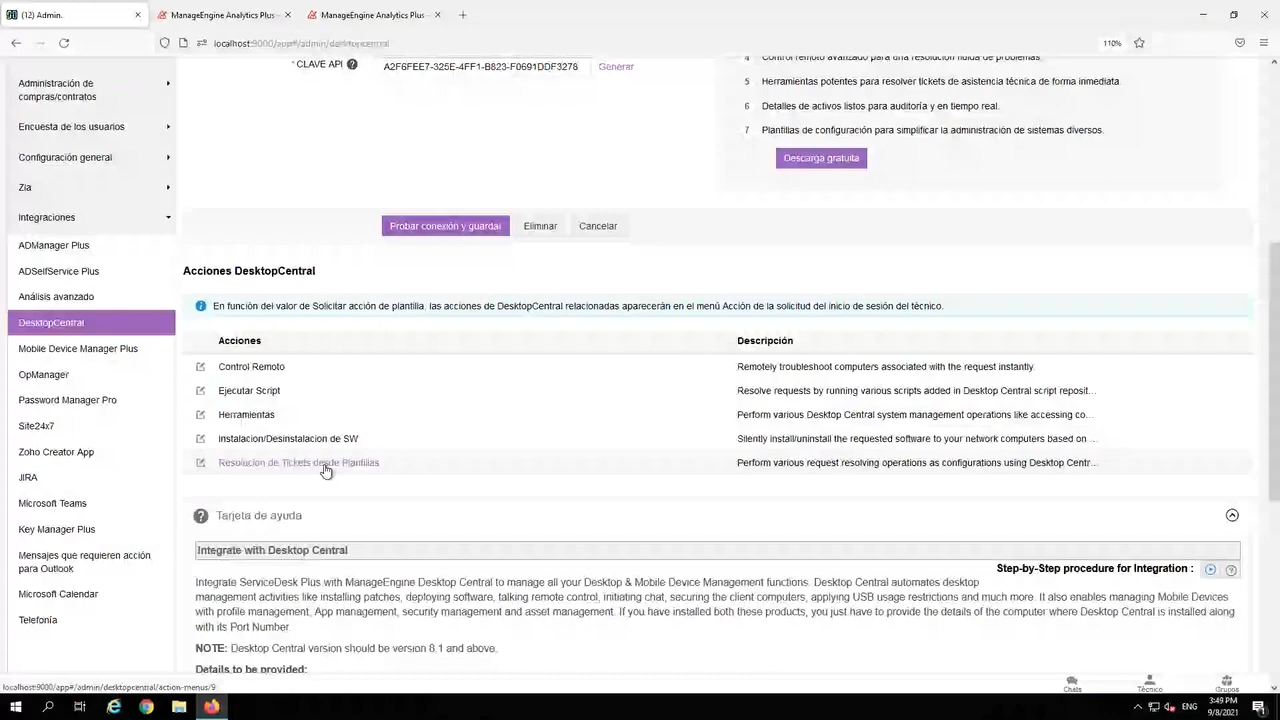 (12) Admin.
ManageEngine Analytics Plus
ManageEngine Analytics Plus
localhost:9000/app#/admin/desktopcentral
110%
Administración de
compras/contratos
Encuesta de los usuarios
Configuración general
Zia
Integraciones
ADManager Plus
ADSelfService Plus
Análisis avanzado
DesktopCentral
Mobile Device Manager Plus
OpManager
Password Manager Pro
Site24x7
Zoho Creator App
JIRA
Microsoft Teams
Key Manager Plus
Mensajes que requieren acción
para Outlook
Microsoft Calendar
Telefonía
* CLAVE API
A2F6FEE7-325E-4FF1-B823-F0691DDF3276
Generar
4 Control remoto avanzado para una resolución fluida de problemas.
5 Herramientas potentes para resolver tickets de asistencia técnica de forma inmediata.
6 Detalles de activos listos para auditoría y en tiempo real.
7 Plantillas de configuración para simplificar la administración de sistemas diversos.
Descarga gratuita
Probar conexión y guardar
Eliminar
Cancelar
Acciones DesktopCentral
En función del valor de Solicitar acción de plantilla, las acciones de DesktopCentral relacionadas aparecerán en el menú Acción de la solicitud del inicio de sesión del técnico.
Acciones Descripción
Control Remoto Remotely troubleshoot computers associated with the request instantly
Ejecutar Script Resolve requests by running various scripts added in Desktop Central script reposit...
Herramientas Perform various Desktop Central system management operations like accessing co...
Instalacion/Desinstalacion de SW Silently install/uninstall the requested software to your network computers based on ...
Resolucion de Tickets desde Plantillas Perform various request resolving operations as configurations using Desktop Centr...
Tarjeta de ayuda
Integrate with Desktop Central
Step-by-Step procedure for Integration :
Integrate ServiceDesk Plus with ManageEngine Desktop Central to manage all your Desktop & Mobile Device Management functions. Desktop Central automates desktop
management activities like installing patches, deploying software, talking remote control, initiating chat, securing the client computers, applying USB usage restrictions and much more. It also enables managing Mobile Devices
with profile management, App management, security management and asset management. If you have installed both these products, you just have to provide the details of the computer where Desktop Central is installed along
with its Port Number
NOTE: Desktop Central version should be version 8.1 and above.
Details to be provided:
localhost:9000/app#/admin/desktopcentral/action-menus/9
Chats
Técnico
Grupos
ENG
3:49 PM
9/8/2021